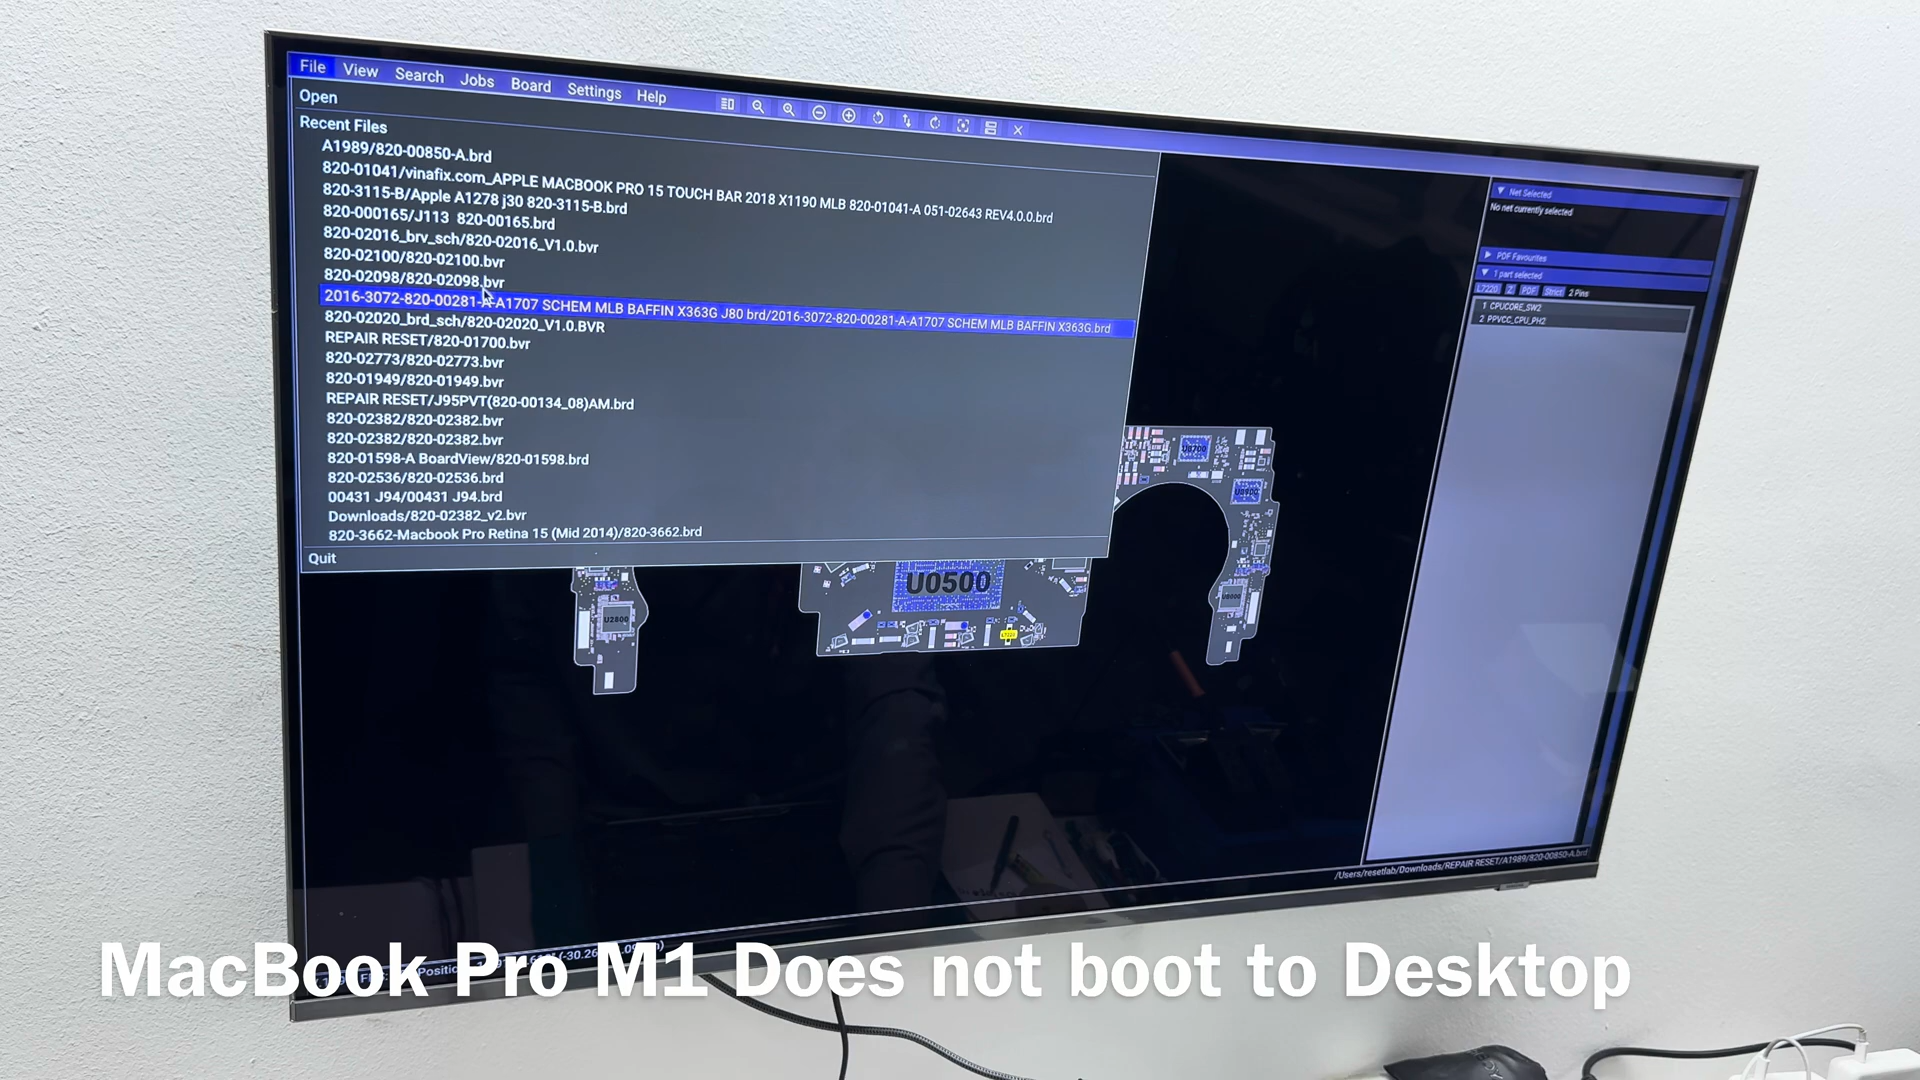 File View Search Jobs Board Settings Help
Open
Recent Files
A1989/820-00850-A.brd
820-01041/vinafix.com_APPLE MACBOOK PRO 15 TOUCH BAR 2018 X1190 MLB 820-01041-A 051-02643 REV4.0.0.brd
820-3115-B/Apple A1278 j30 820-3115-B.brd
820-000165/J113 820-00165.brd
820-02016_brv_sch/820-02016_V1.0.bvr
820-02100/820-02100.bvr
820-02098/820-02098.bvr
2016-3072-820-00281-A-A1707 SCHEM MLB BAFFIN X363G J80 brd/2016-3072-820-00281-A-A1707 SCHEM MLB BAFFIN X363G.brd
820-02020_brd_sch/820-02020_V1.0.BVR
REPAIR RESET/820-01700.bvr
820-02773/820-02773.bvr
820-01949/820-01949.bvr
REPAIR RESET/J95PVT(820-00134_08)AM.brd
820-02382/820-02382.bvr
820-02382/820-02382.bvr
820-01598-A BoardView/820-01598.brd
820-02536/820-02536.brd
00431 J94/00431 J94.brd
Downloads/820-02382_v2.bvr
820-3662-Macbook Pro Retina 15 (Mid 2014)/820-3662.brd
Quit
Net Selected
No net currently selected
PDF Favourites
1 part selected
L7220 Z PDF Strict 2 Pins
1 CPUCORE_SW2
2 PPVCC_CPU_PH2
U0500
U2800
/Users/resetlab/Downloads/REPAIR RESET/A1989/820-00850-A.brd
MacBook Pro M1 Does not boot to Desktop